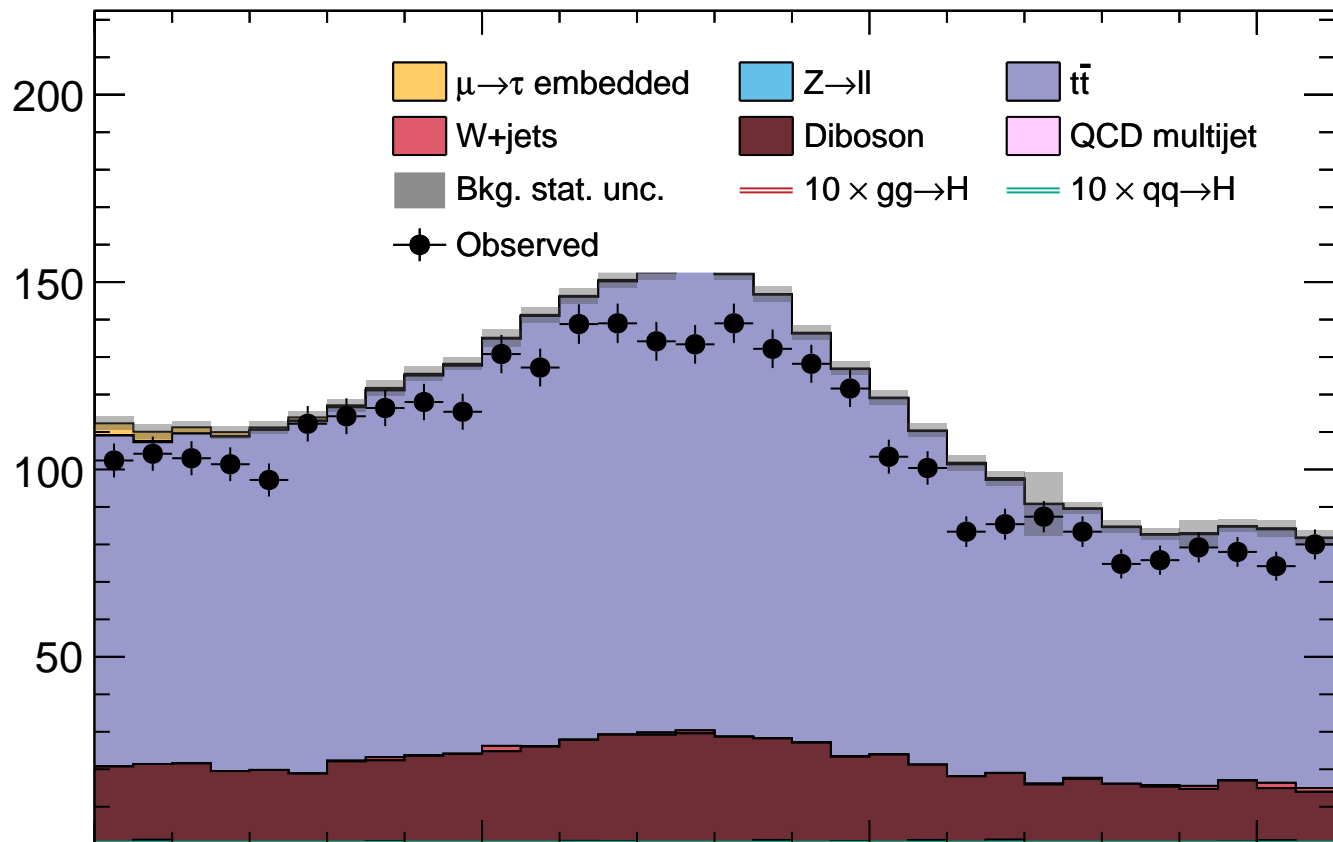 200
μ→τ embedded Z→ll tt̄
W+jets Diboson QCD multijet
Bkg. stat. unc. 10 × gg→H 10 × qq→H
Observed
150
100
50